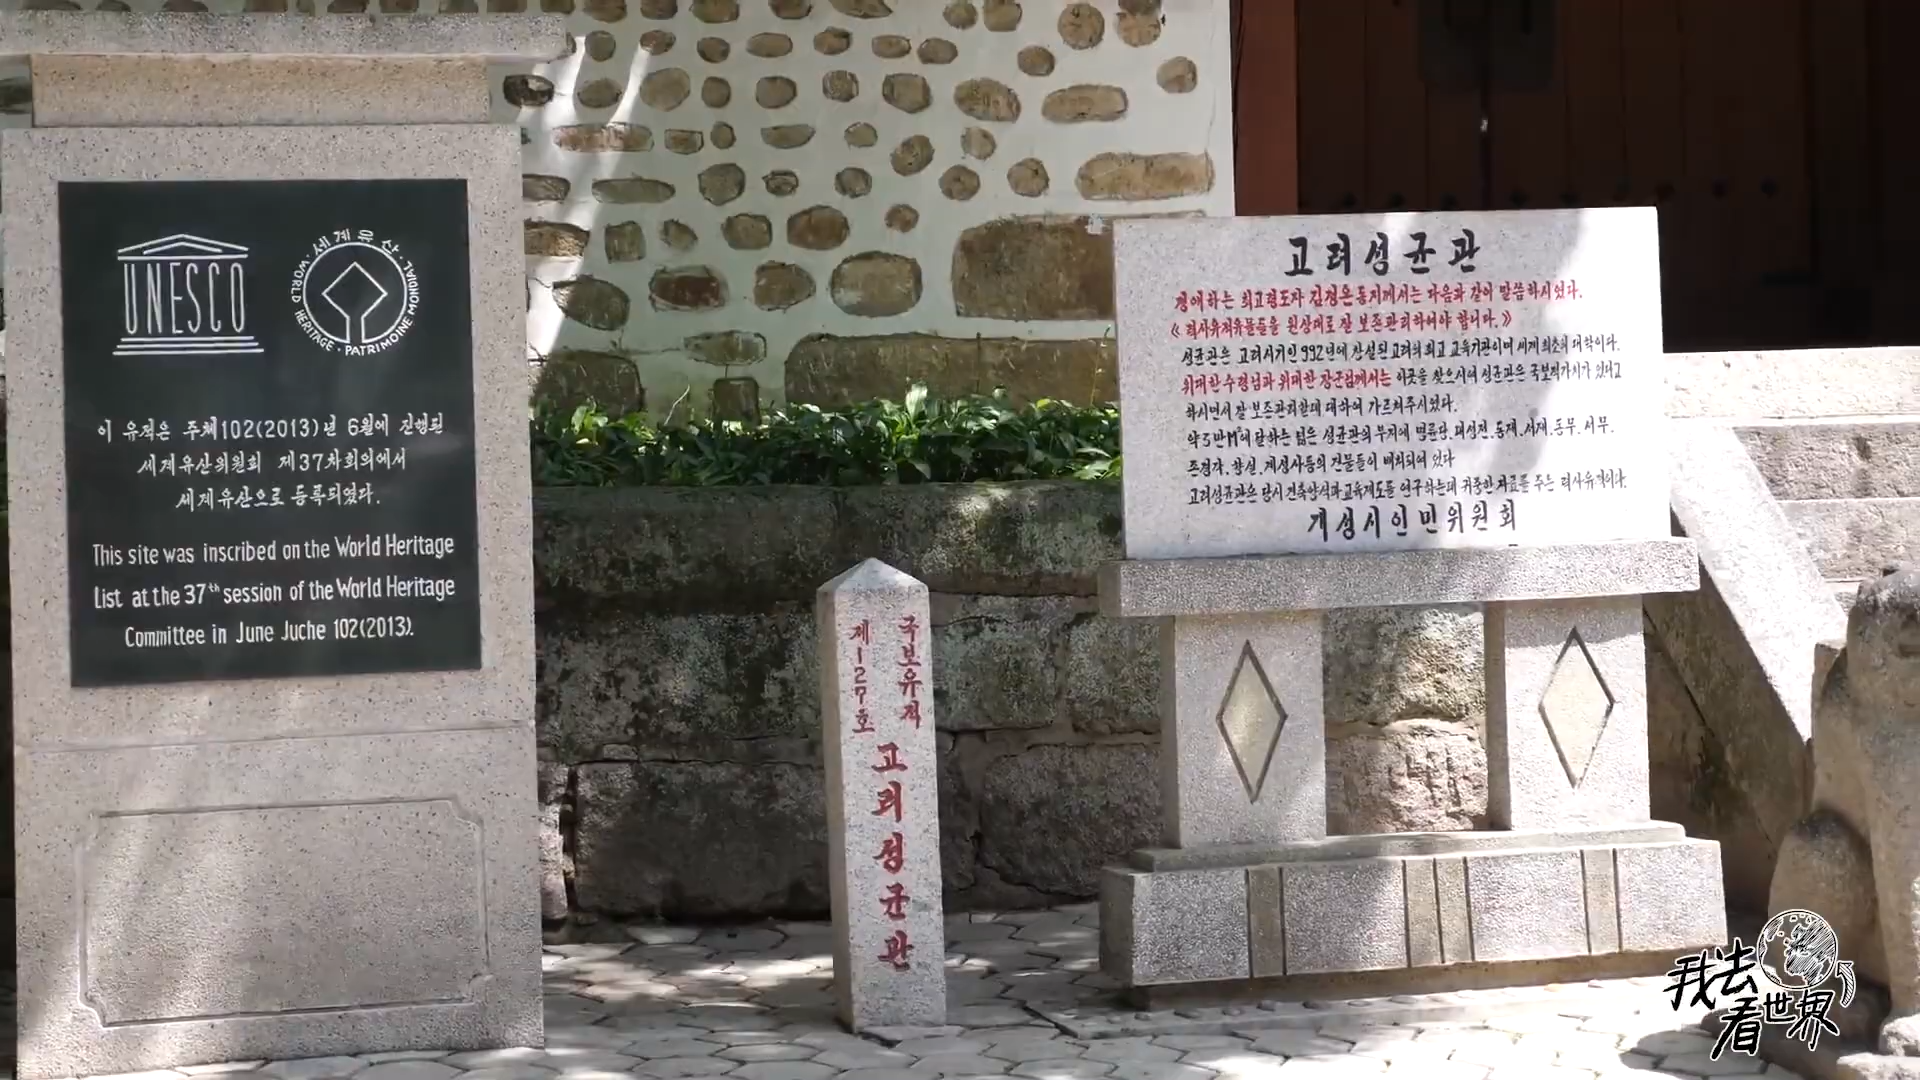 UNESCO
· 세계유산 · WORLD HERITAGE · PATRIMOINE MONDIAL
이 유적은 주체102(2013)년 6월에 진행된
세계유산위원회 제37차회의에서
세계유산으로 등록되였다.
This site was inscribed on the World Heritage
List at the 37th session of the World Heritage
Committee in June Juche 102(2013).
국보유적
제127호
고려성균관
고려성균관
경애하는 최고령도자 김정은동지께서는 다음과 같이 말씀하시였다.
《력사유적유물들을 원상대로 잘 보존관리하여야 합니다.》
성균관은 고려시기인 992년에 창설된 고려의 최고 교육기관이며 세계 최초의 대학이다.
위대한 수령님과 위대한 장군님께서는 이곳을 찾으시여 성균관은 국보적가치가 있다고
하시면서 잘 보존관리할데 대하여 가르쳐주시였다.
약 3만M²에 달하는 넓은 성균관의 부지에 명륜당, 대성전, 동재, 서재, 동무, 서무,
존경각, 향실, 계성사등의 건물들이 배치되여 있다
고려성균관은 당시 건축양식과 교육제도를 연구하는데 귀중한 자료를 주는 력사유적이다.
개성시인민위원회
我去
看世界